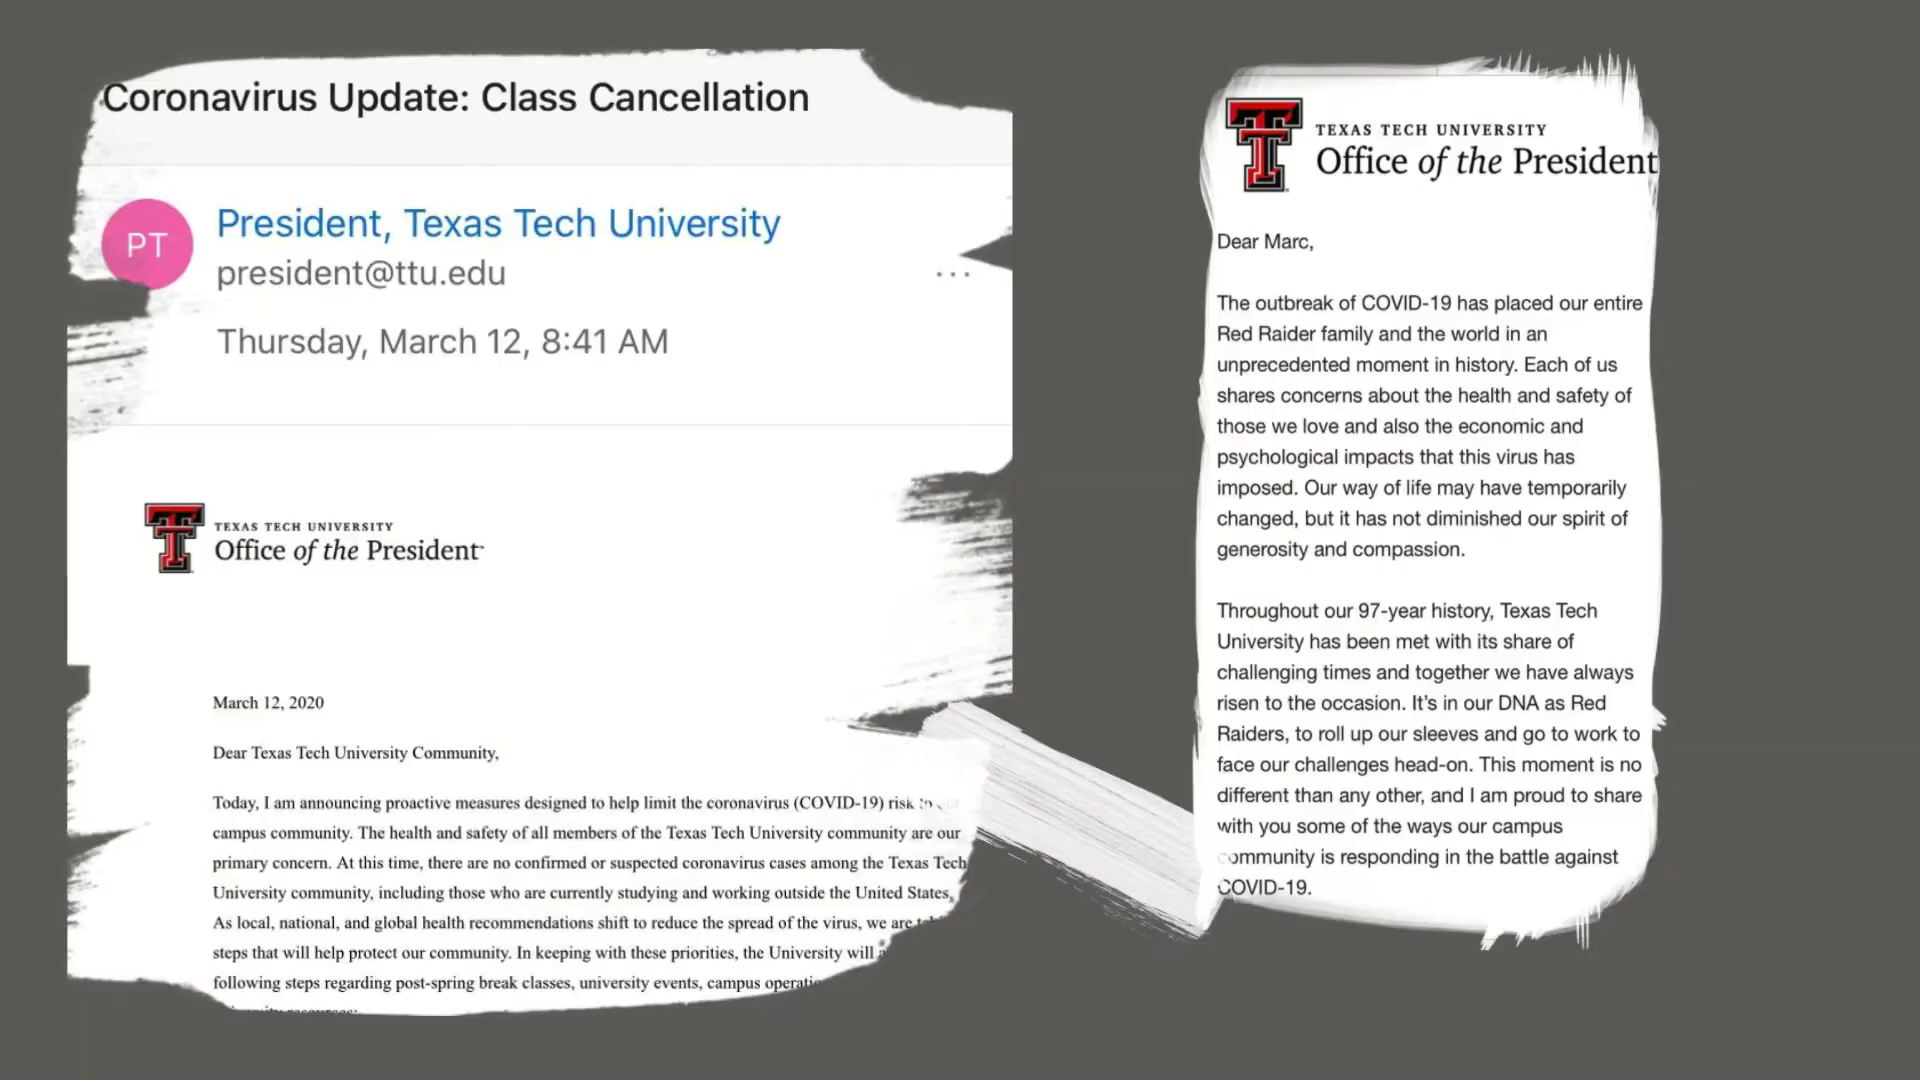 Coronavirus Update: Class Cancellation
PT
President, Texas Tech University
president@ttu.edu
...
Thursday, March 12, 8:41 AM
TEXAS TECH UNIVERSITY
Office of the President
March 12, 2020
Dear Texas Tech University Community,
Today, I am announcing proactive measures designed to help limit the coronavirus (COVID-19) risk to our
campus community. The health and safety of all members of the Texas Tech University community are our
primary concern. At this time, there are no confirmed or suspected coronavirus cases among the Texas Tech
University community, including those who are currently studying and working outside the United States.
As local, national, and global health recommendations shift to reduce the spread of the virus, we are
steps that will help protect our community. In keeping with these priorities, the University will
following steps regarding post-spring break classes, university events, campus
resources:
TEXAS TECH UNIVERSITY
Office of the President
Dear Marc,
The outbreak of COVID-19 has placed our entire
Red Raider family and the world in an
unprecedented moment in history. Each of us
shares concerns about the health and safety of
those we love and also the economic and
psychological impacts that this virus has
imposed. Our way of life may have temporarily
changed, but it has not diminished our spirit of
generosity and compassion.
Throughout our 97-year history, Texas Tech
University has been met with its share of
challenging times and together we have always
risen to the occasion. It's in our DNA as Red
Raiders, to roll up our sleeves and go to work to
face our challenges head-on. This moment is no
different than any other, and I am proud to share
with you some of the ways our campus
community is responding in the battle against
COVID-19.